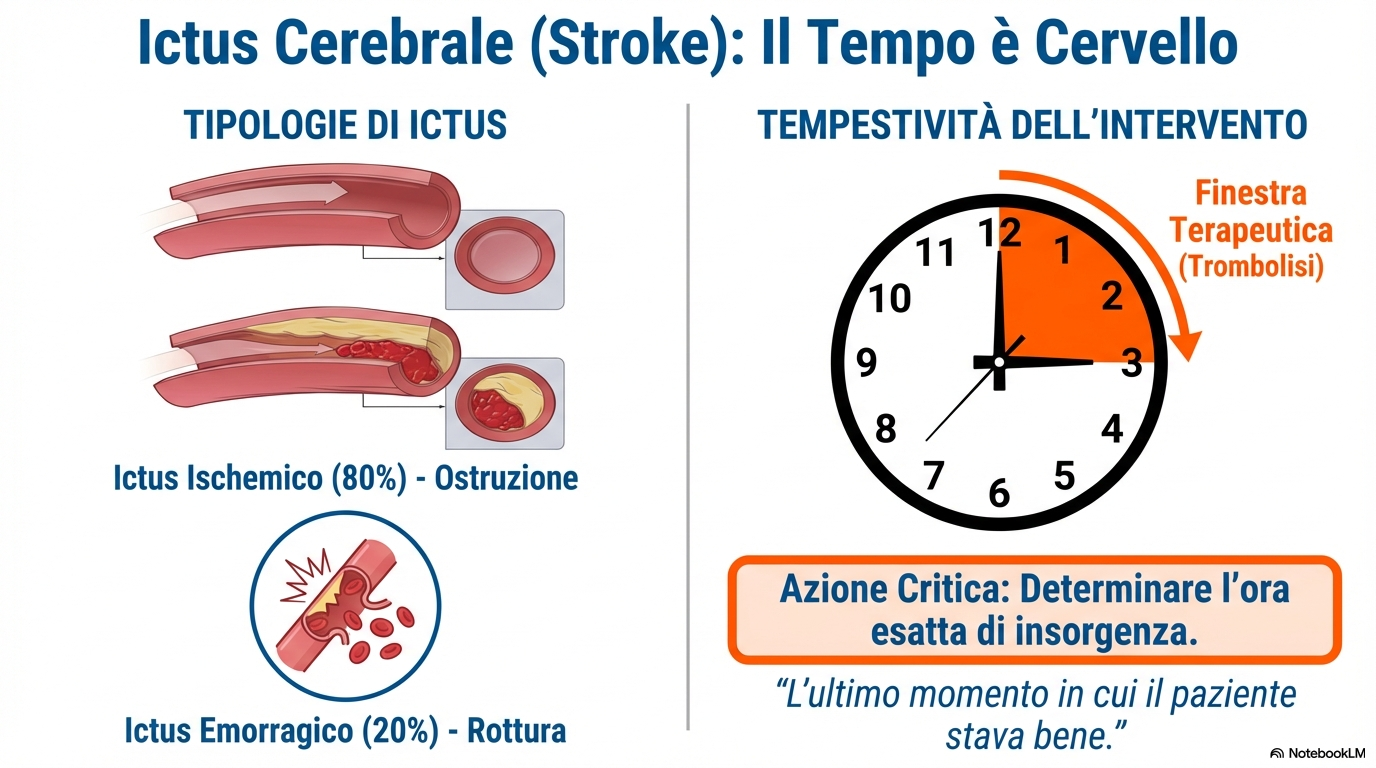 Ictus Cerebrale (Stroke): Il Tempo è Cervello
TIPOLOGIE DI ICTUS
Ictus Ischemico (80%) - Ostruzione
Ictus Emorragico (20%) - Rottura
TEMPESTIVITÀ DELL’INTERVENTO
Finestra
Terapeutica
(Trombolisi)
12
1
2
3
4
5
6
7
8
9
10
11
Azione Critica: Determinare l’ora
esatta di insorgenza.
“L’ultimo momento in cui il paziente
stava bene.”
NotebookLM